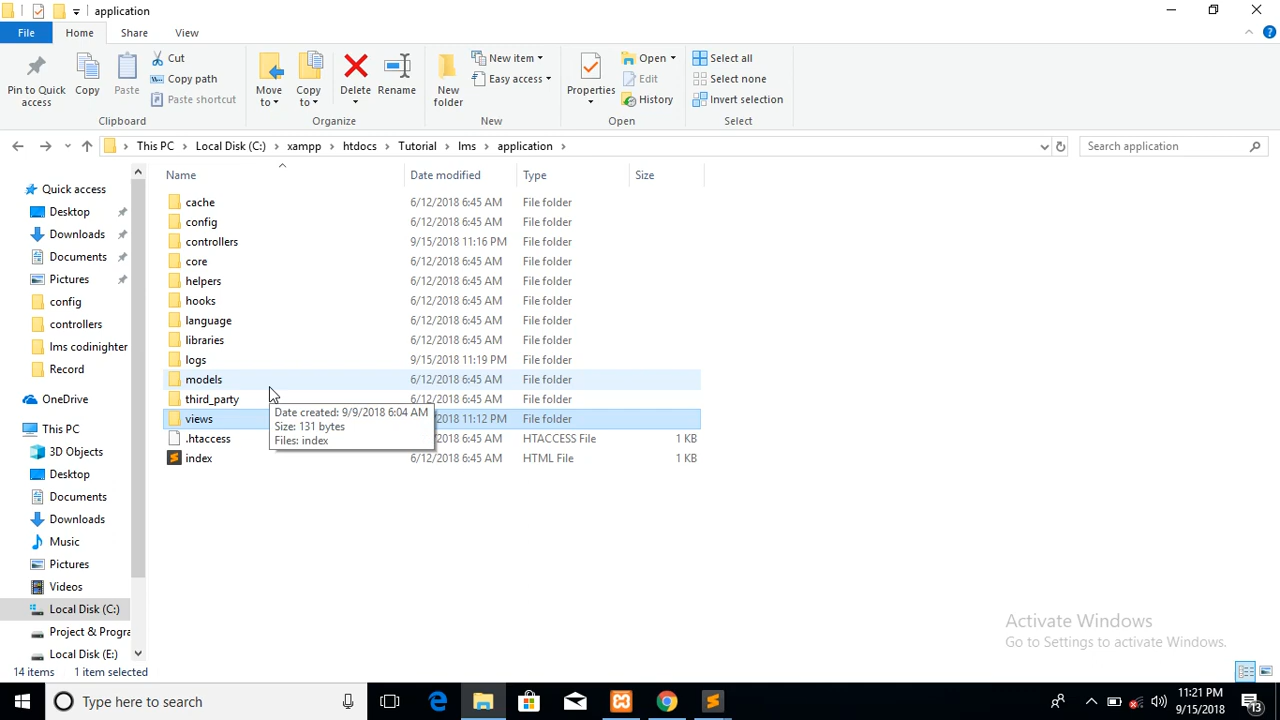 application
File
Home
Share
View
Pin to Quick access
Copy
Paste
Cut
Copy path
Paste shortcut
Clipboard
Move to
Copy to
Delete
Rename
Organize
New folder
New item
Easy access
New
Properties
Open
Edit
History
Open
Select all
Select none
Invert selection
Select
This PC
Local Disk (C:)
xampp
htdocs
Tutorial
lms
application
Search application
Name
Date modified
Type
Size
cache 6/12/2018 6:45 AM File folder
config 6/12/2018 6:45 AM File folder
controllers 9/15/2018 11:16 PM File folder
core 6/12/2018 6:45 AM File folder
helpers 6/12/2018 6:45 AM File folder
hooks 6/12/2018 6:45 AM File folder
language 6/12/2018 6:45 AM File folder
libraries 6/12/2018 6:45 AM File folder
logs 9/15/2018 11:19 PM File folder
models 6/12/2018 6:45 AM File folder
third_party 6/12/2018 6:45 AM File folder
views 2018 11:12 PM File folder
.htaccess 2018 6:45 AM HTACCESS File 1 KB
index 6/12/2018 6:45 AM HTML File 1 KB
Date created: 9/9/2018 6:04 AM
Size: 131 bytes
Files: index
Quick access
Desktop
Downloads
Documents
Pictures
config
controllers
lms codinighter
Record
OneDrive
This PC
3D Objects
Desktop
Documents
Downloads
Music
Pictures
Videos
Local Disk (C:)
Project & Progra
Local Disk (E:)
14 items
1 item selected
Activate Windows
Go to Settings to activate Windows.
Type here to search
11:21 PM
9/15/2018
13